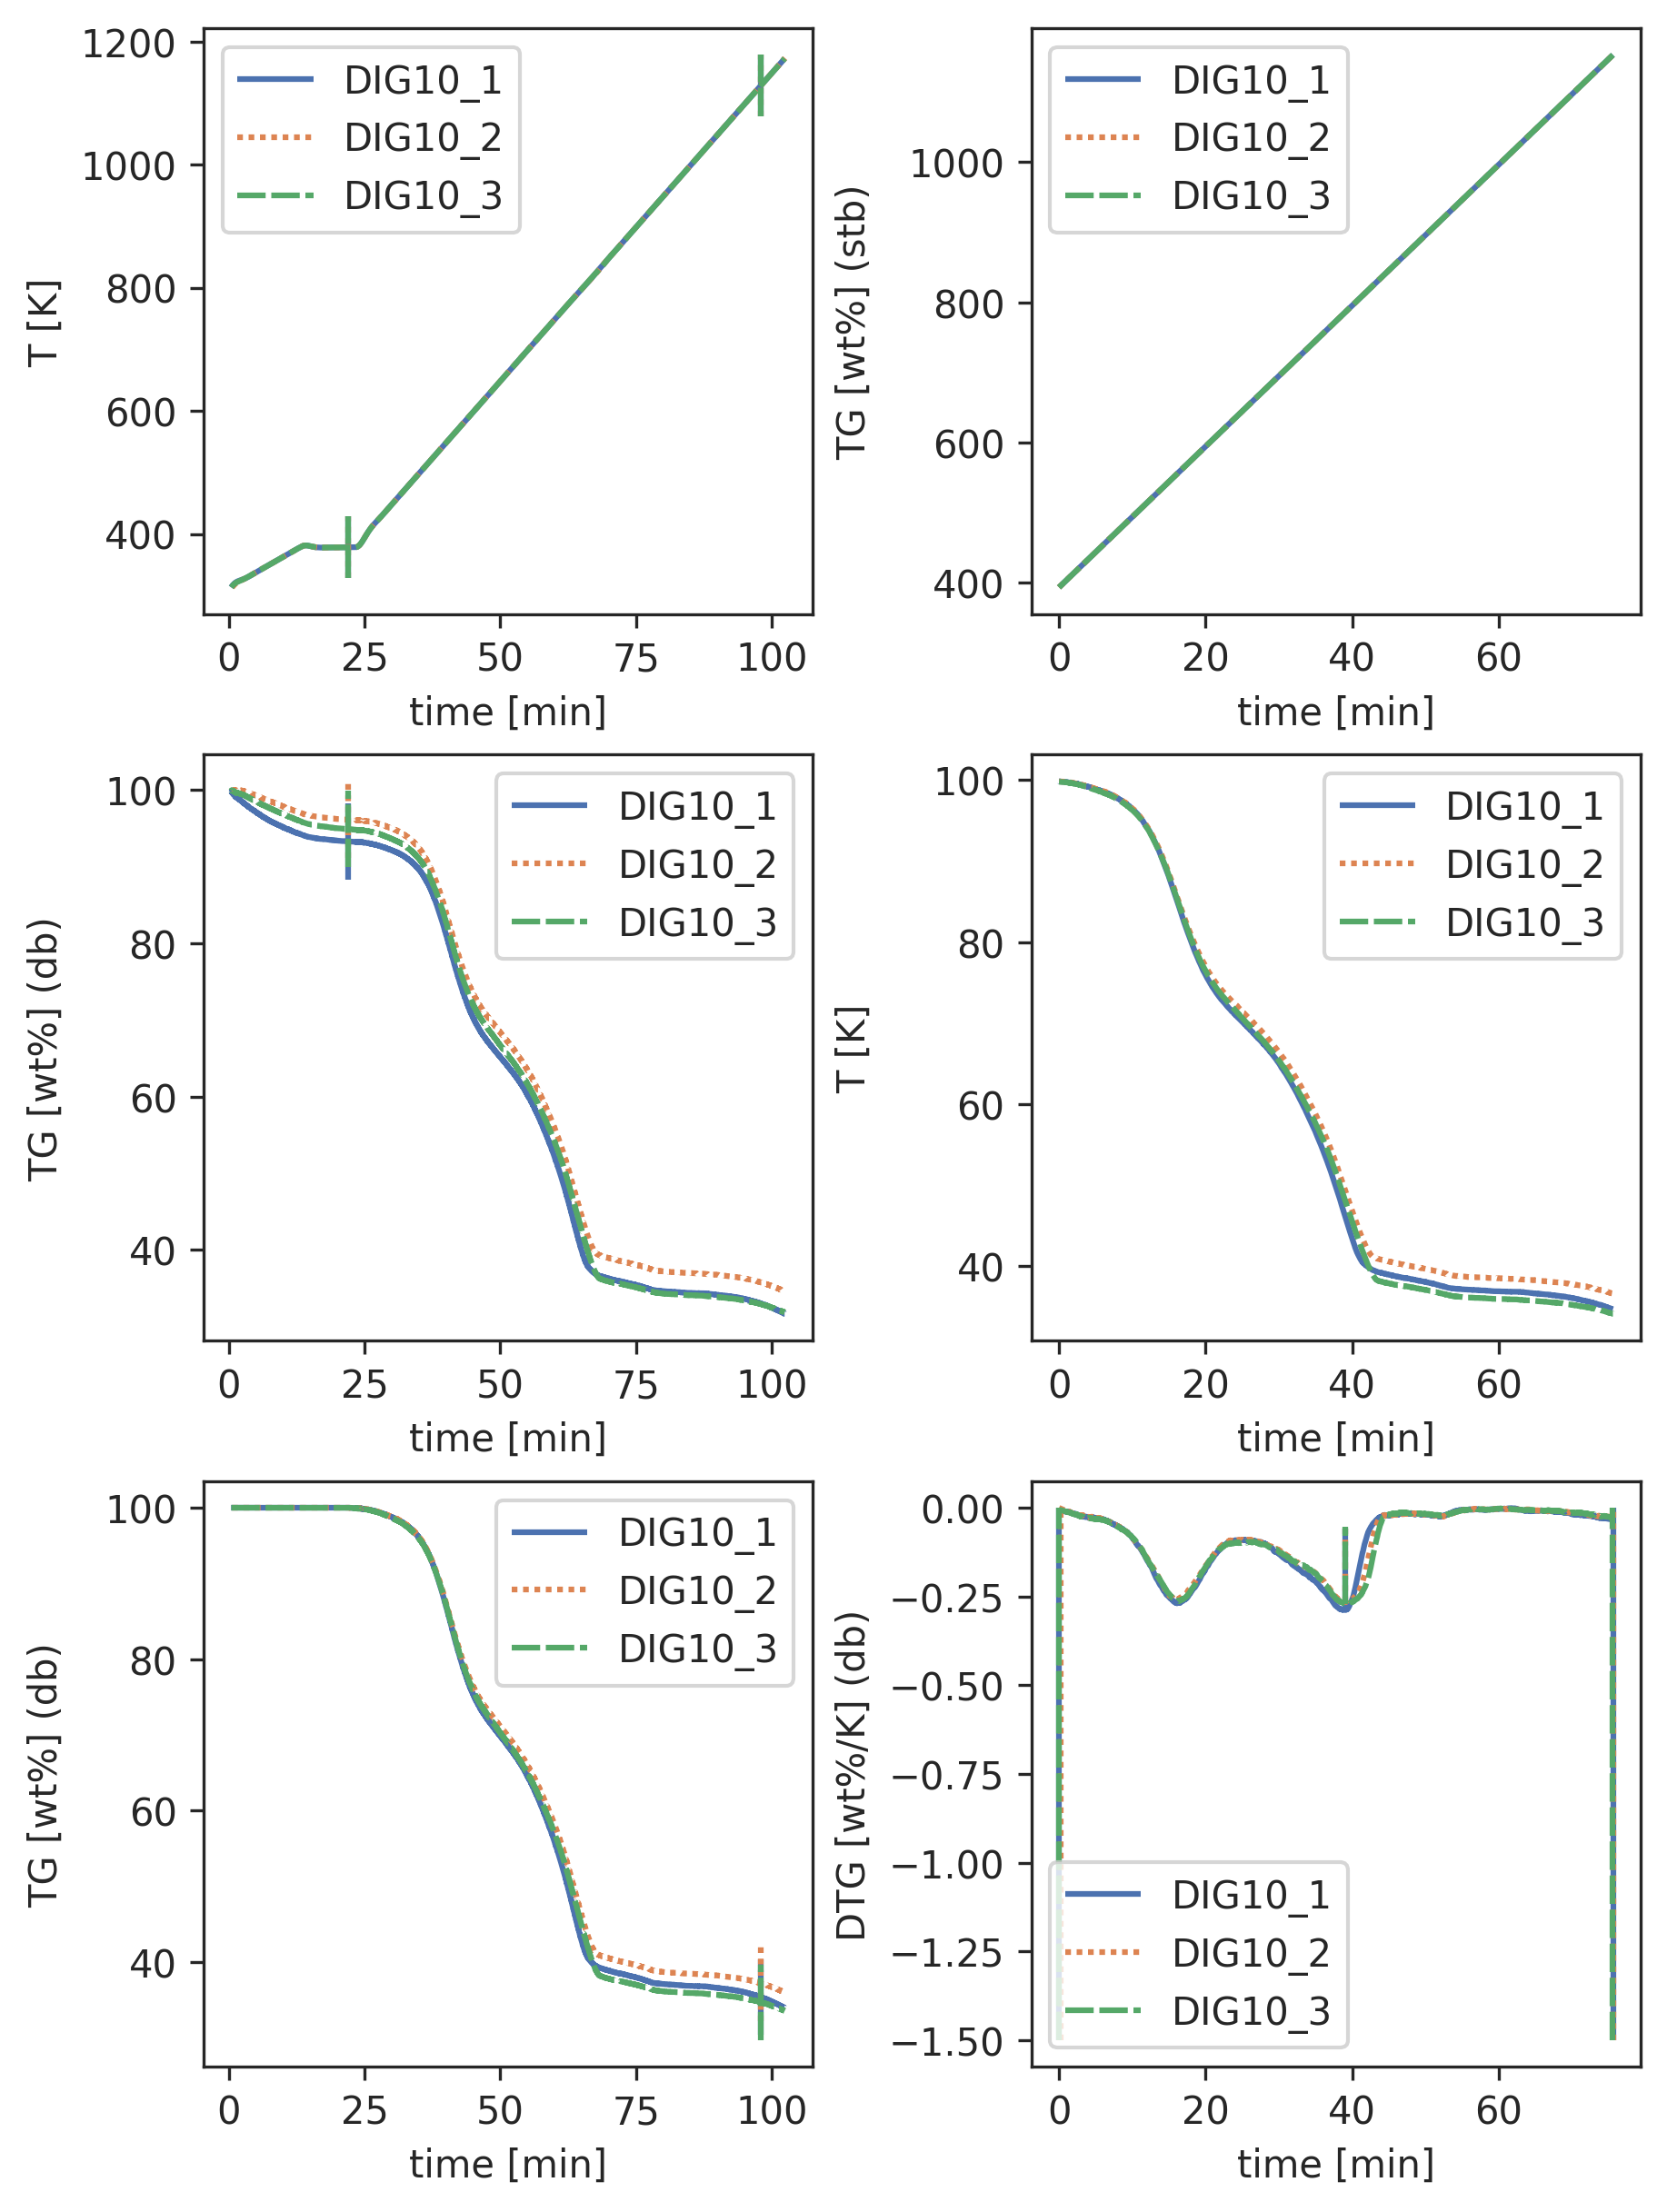 T [K]
1200
1000
800
600
400
DIG10_1
DIG10_2
DIG10_3
0 25 50 75 100
time [min]
TG [wt%] (stb)
1000
800
600
400
DIG10_1
DIG10_2
DIG10_3
0 20 40 60
time [min]
TG [wt%] (db)
100
80
60
40
DIG10_1
DIG10_2
DIG10_3
0 25 50 75 100
time [min]
T [K]
100
80
60
40
DIG10_1
DIG10_2
DIG10_3
0 20 40 60
time [min]
TG [wt%] (db)
100
80
60
40
DIG10_1
DIG10_2
DIG10_3
0 25 50 75 100
time [min]
DTG [wt%/K] (db)
0.00
−0.25
−0.50
−0.75
−1.00
−1.25
−1.50
DIG10_1
DIG10_2
DIG10_3
0 20 40 60
time [min]